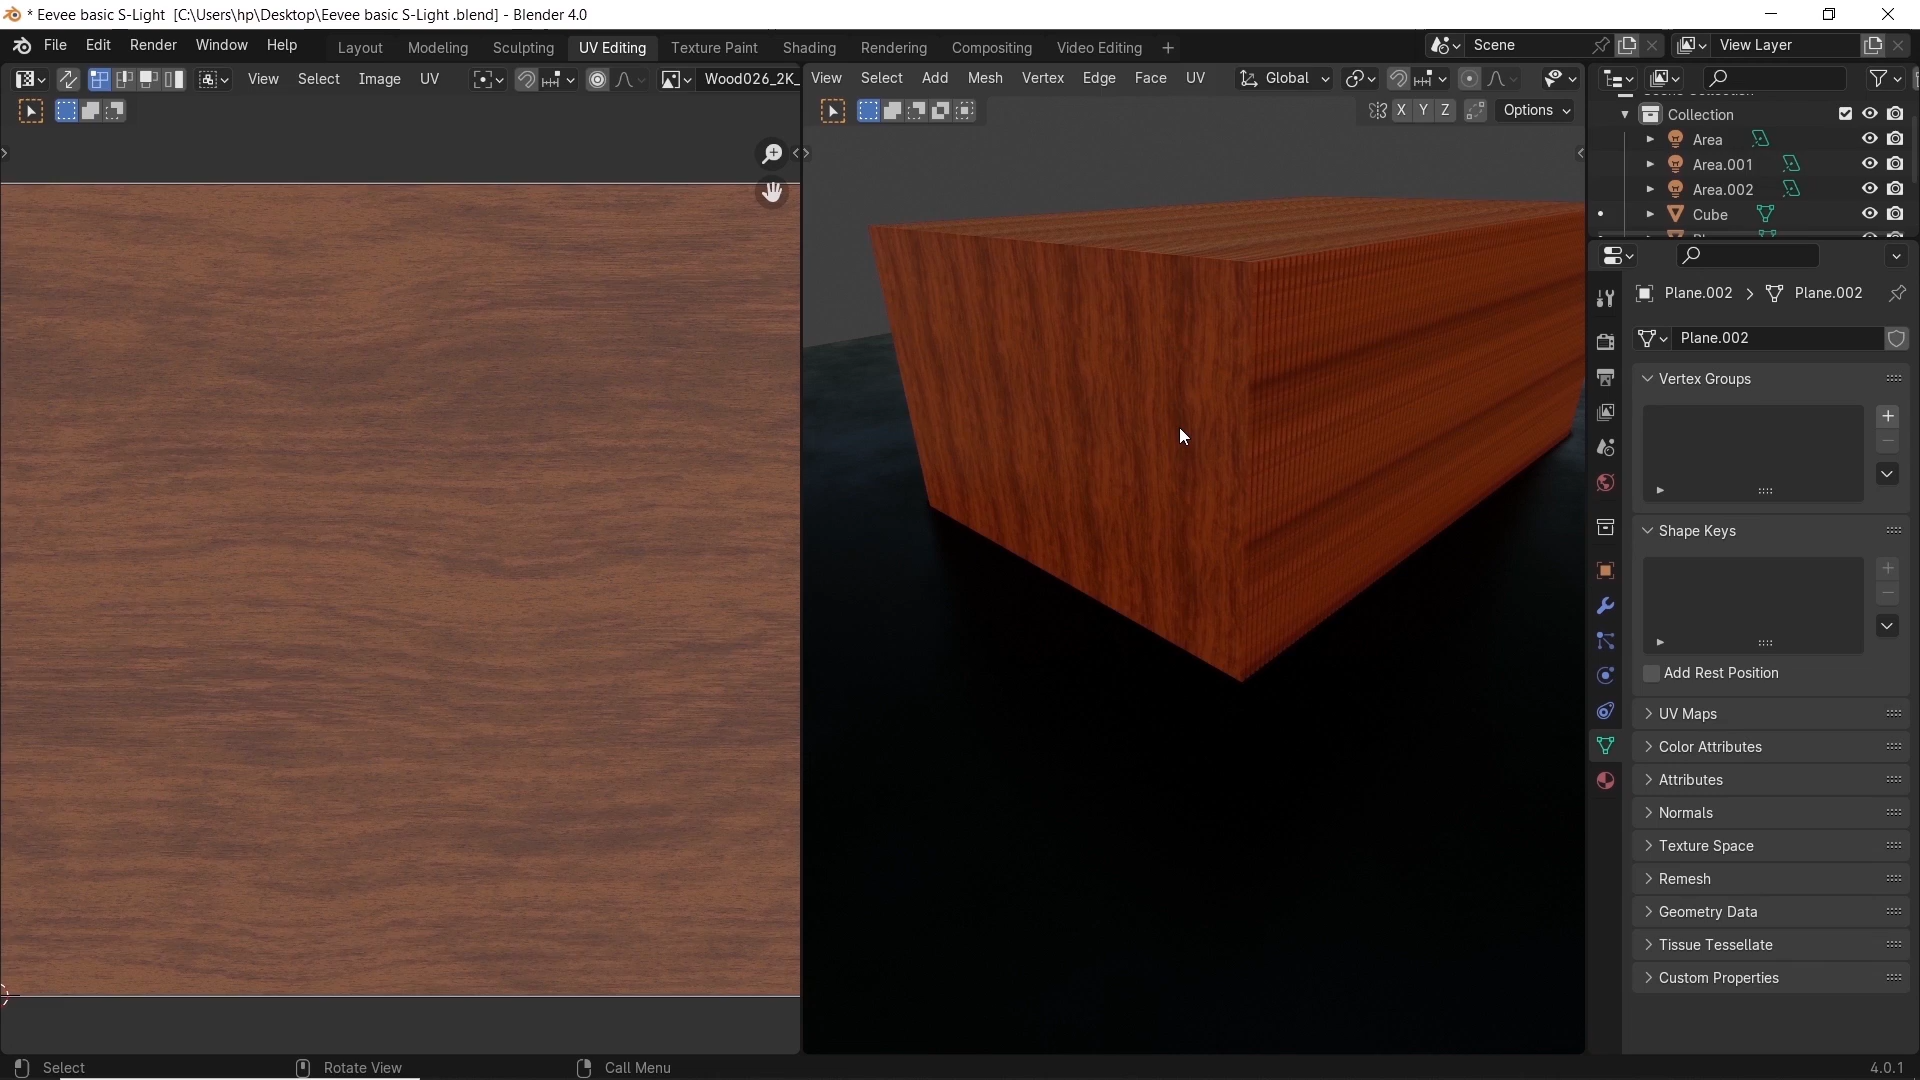 * Eevee basic S-Light [C:\Users\hp\Desktop\Eevee basic S-Light .blend] - Blender 4.0
File Edit Render Window Help Layout Modeling Sculpting UV Editing Texture Paint Shading Rendering Compositing Video Editing + Scene View Layer
View Select Image UV Wood026_2K_ View Select Add Mesh Vertex Edge Face UV Global
X Y Z Options
Scene Collection
Collection
Area
Area.001
Area.002
Cube
Plane.002 > Plane.002
Plane.002
Vertex Groups
Shape Keys
Add Rest Position
UV Maps
Color Attributes
Attributes
Normals
Texture Space
Remesh
Geometry Data
Tissue Tessellate
Custom Properties
Select Rotate View Call Menu 4.0.1